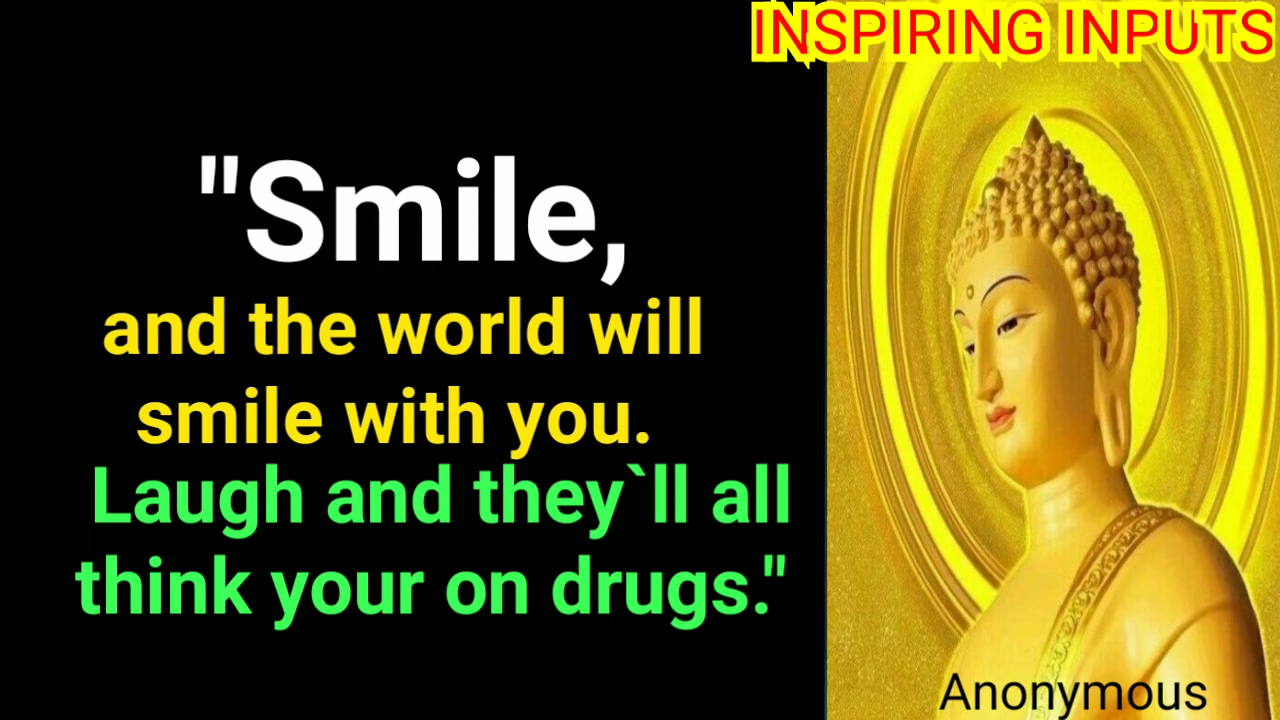 INSPIRING INPUTS
"Smile,
and the world will
smile with you.
Laugh and they`ll all
think your on drugs."
Anonymous